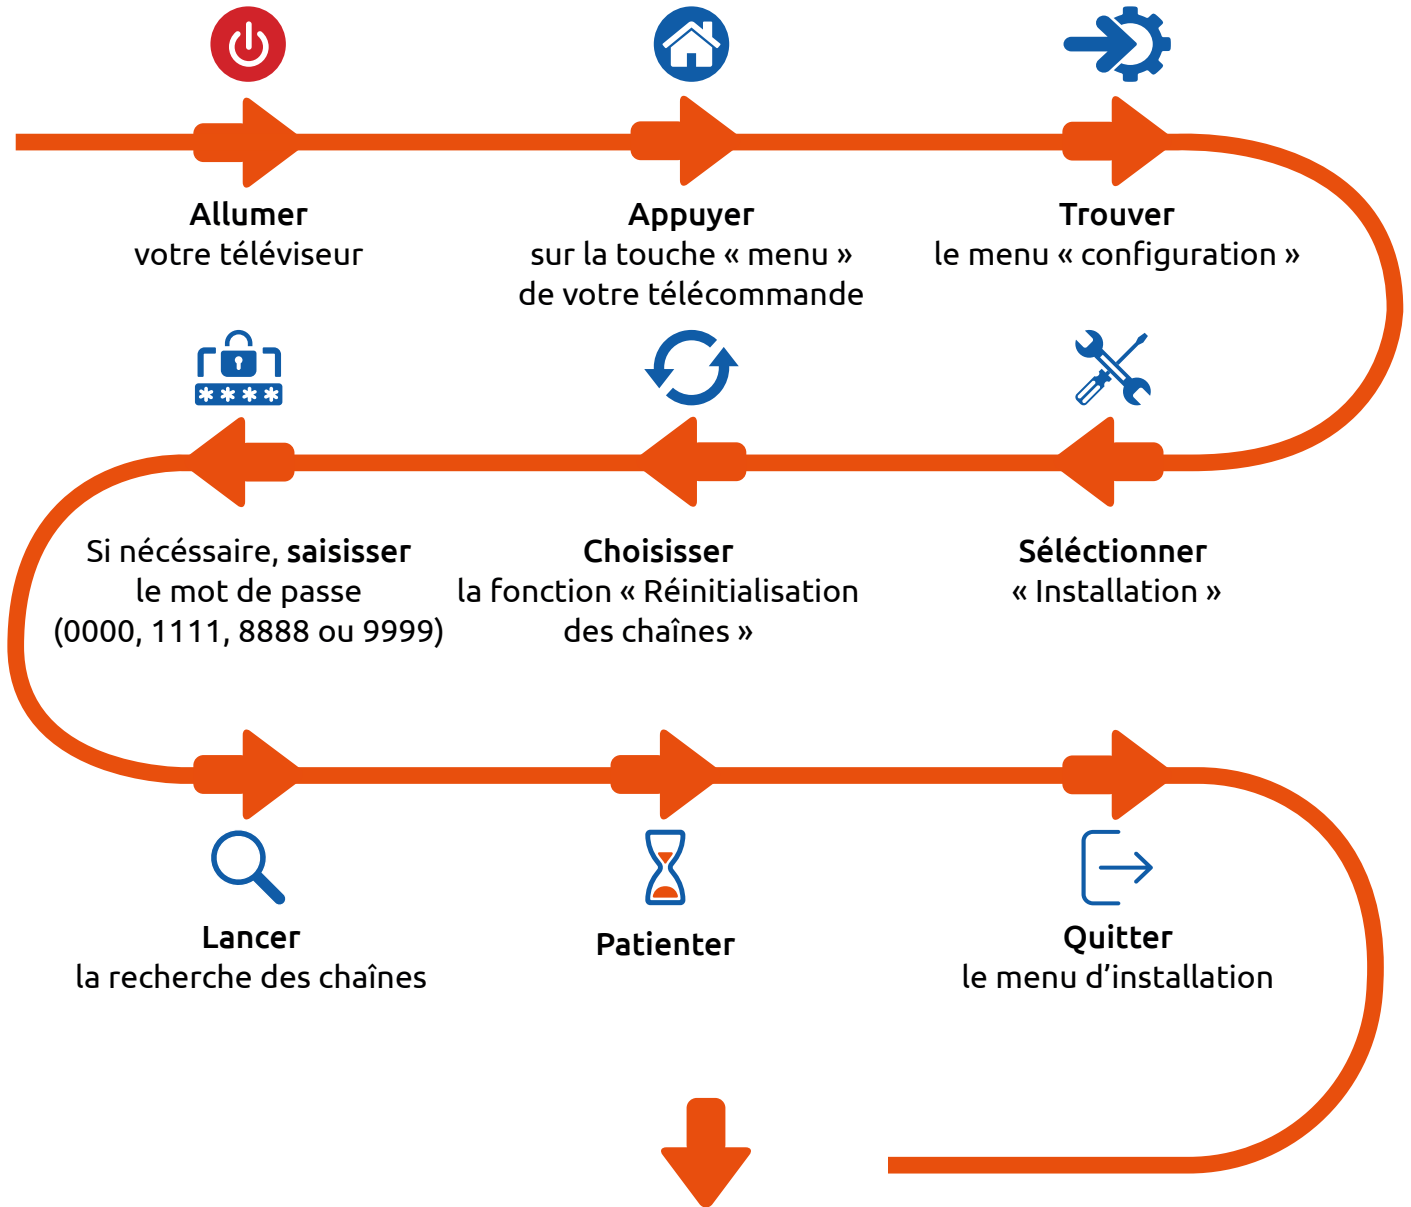 Allumer
votre téléviseur
Appuyer
sur la touche « menu »
de votre télécommande
Trouver
le menu « configuration »
****
Si nécéssaire, saisisser
le mot de passe
(0000, 1111, 8888 ou 9999)
Choisisser
la fonction « Réinitialisation
des chaînes »
Séléctionner
« Installation »
Lancer
la recherche des chaînes
Patienter
Quitter
le menu d’installation